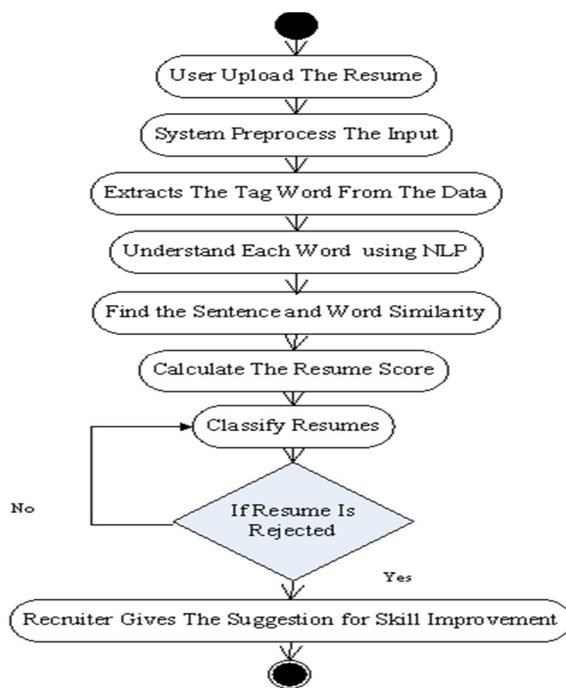 User Upload The Resume
System Preprocess The Input
Extracts The Tag Word From The Data
Understand Each Word using NLP
Find the Sentence and Word Similarity
Calculate The Resume Score
Classify Resumes
If Resume Is
Rejected
No
Yes
Recruiter Gives The Suggestion for Skill Improvement